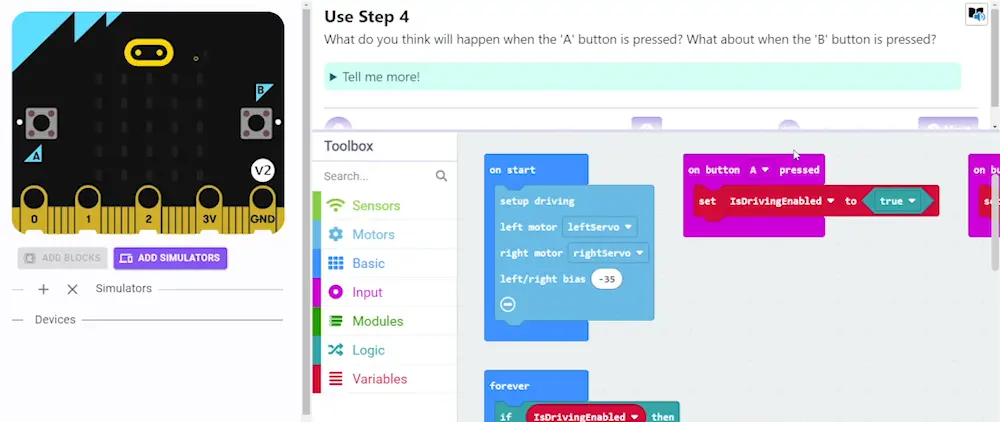 B
A
v2
0 1 2 3V GND
ADD BLOCKS ADD SIMULATORS
Simulators
Devices
Use Step 4
What do you think will happen when the 'A' button is pressed? What about when the 'B' button is pressed?
Tell me more!
Toolbox
Search...
Sensors
Motors
Basic
Input
Modules
Logic
Variables
on start
setup driving
left motor leftServo
right motor rightServo
left/right bias -35
on button A pressed
set IsDrivingEnabled to true
forever
if IsDrivingEnabled then